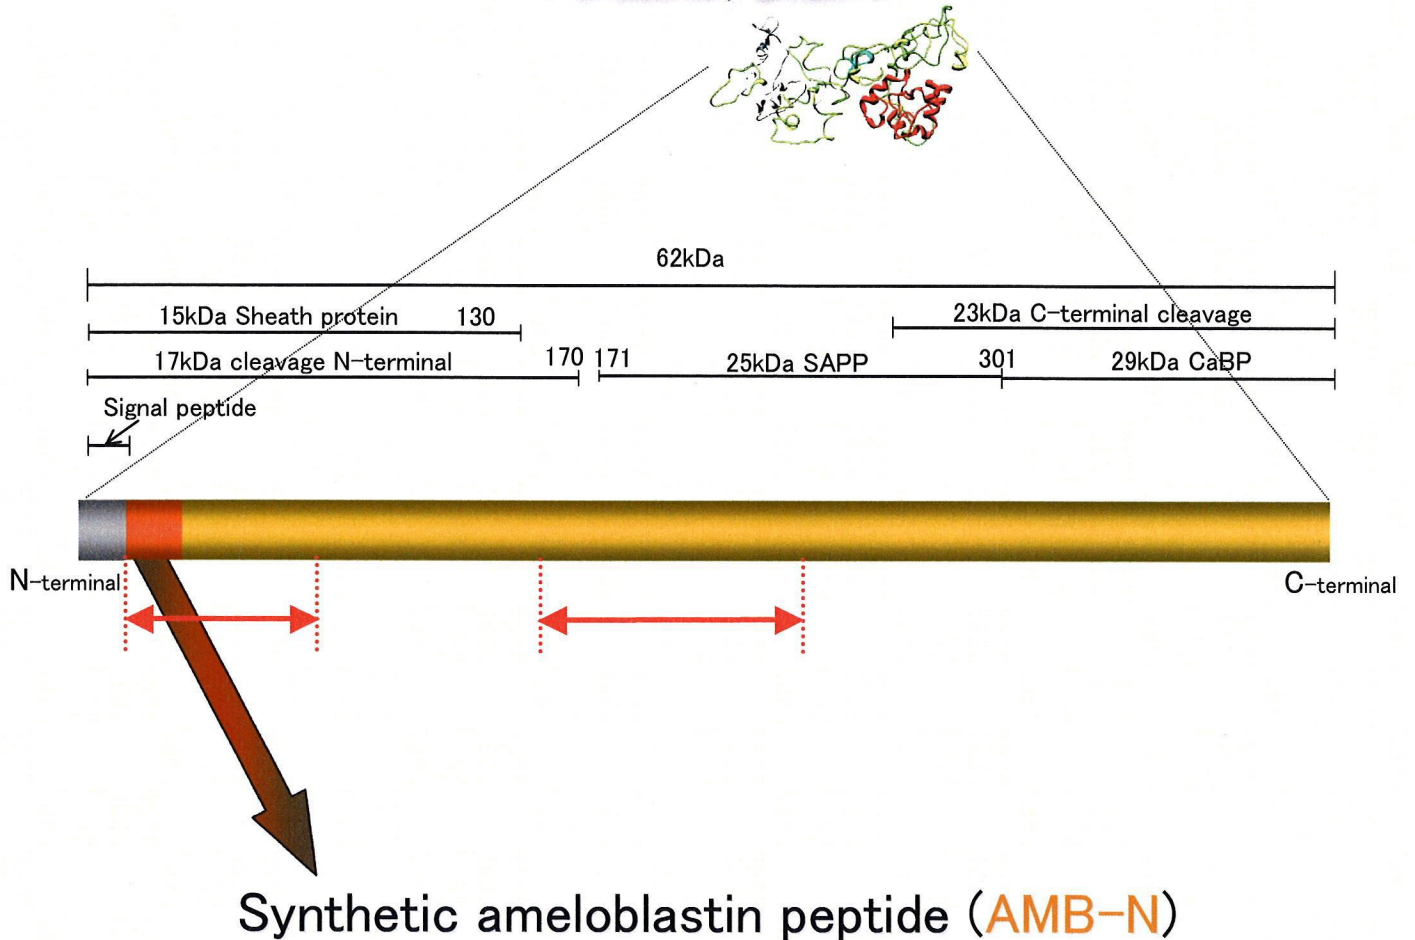 62kDa
15kDa Sheath protein 130
23kDa C-terminal cleavage
17kDa cleavage N-terminal 170 171 25kDa SAPP 301 29kDa CaBP
Signal peptide
N-terminal
C-terminal
Synthetic ameloblastin peptide (AMB-N)